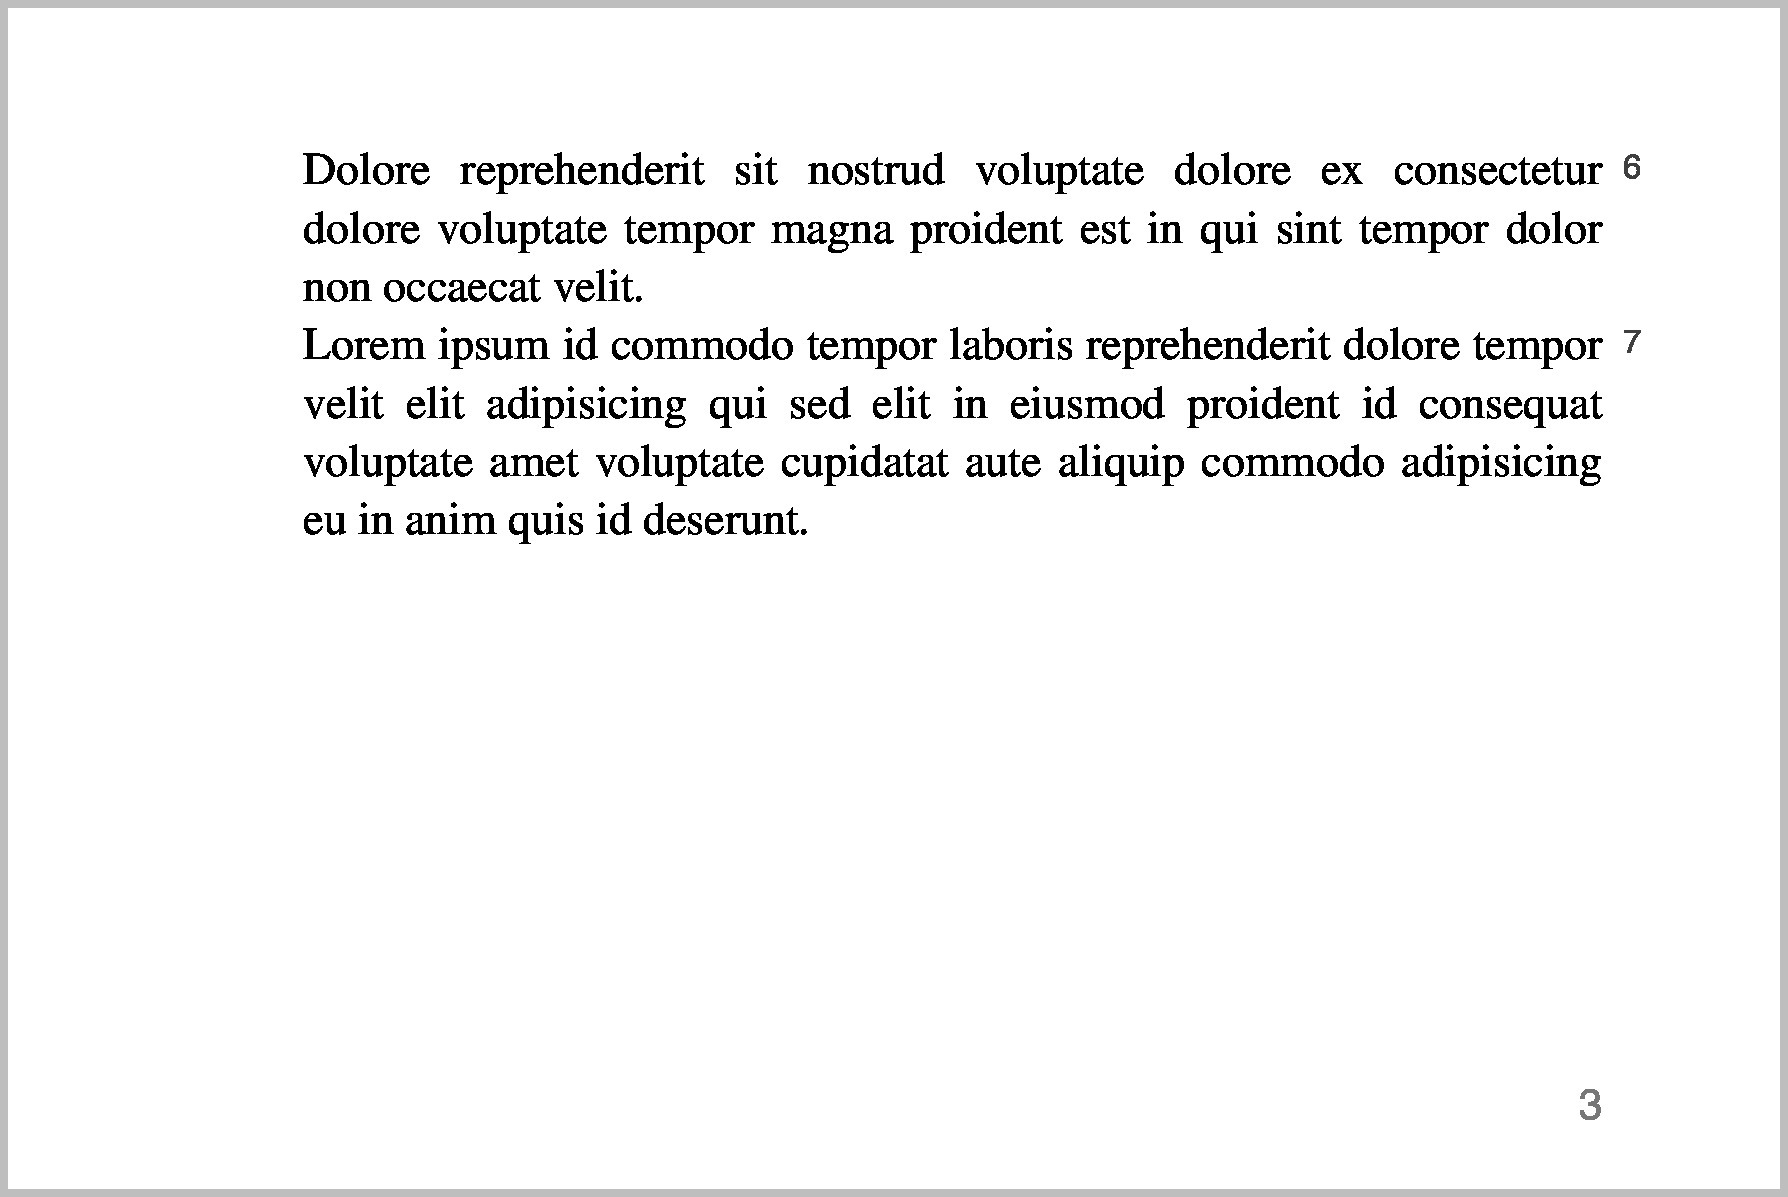 Dolore reprehenderit sit nostrud voluptate dolore ex consectetur 6
dolore voluptate tempor magna proident est in qui sint tempor dolor
non occaecat velit.
Lorem ipsum id commodo tempor laboris reprehenderit dolore tempor 7
velit elit adipisicing qui sed elit in eiusmod proident id consequat
voluptate amet voluptate cupidatat aute aliquip commodo adipisicing
eu in anim quis id deserunt.
3